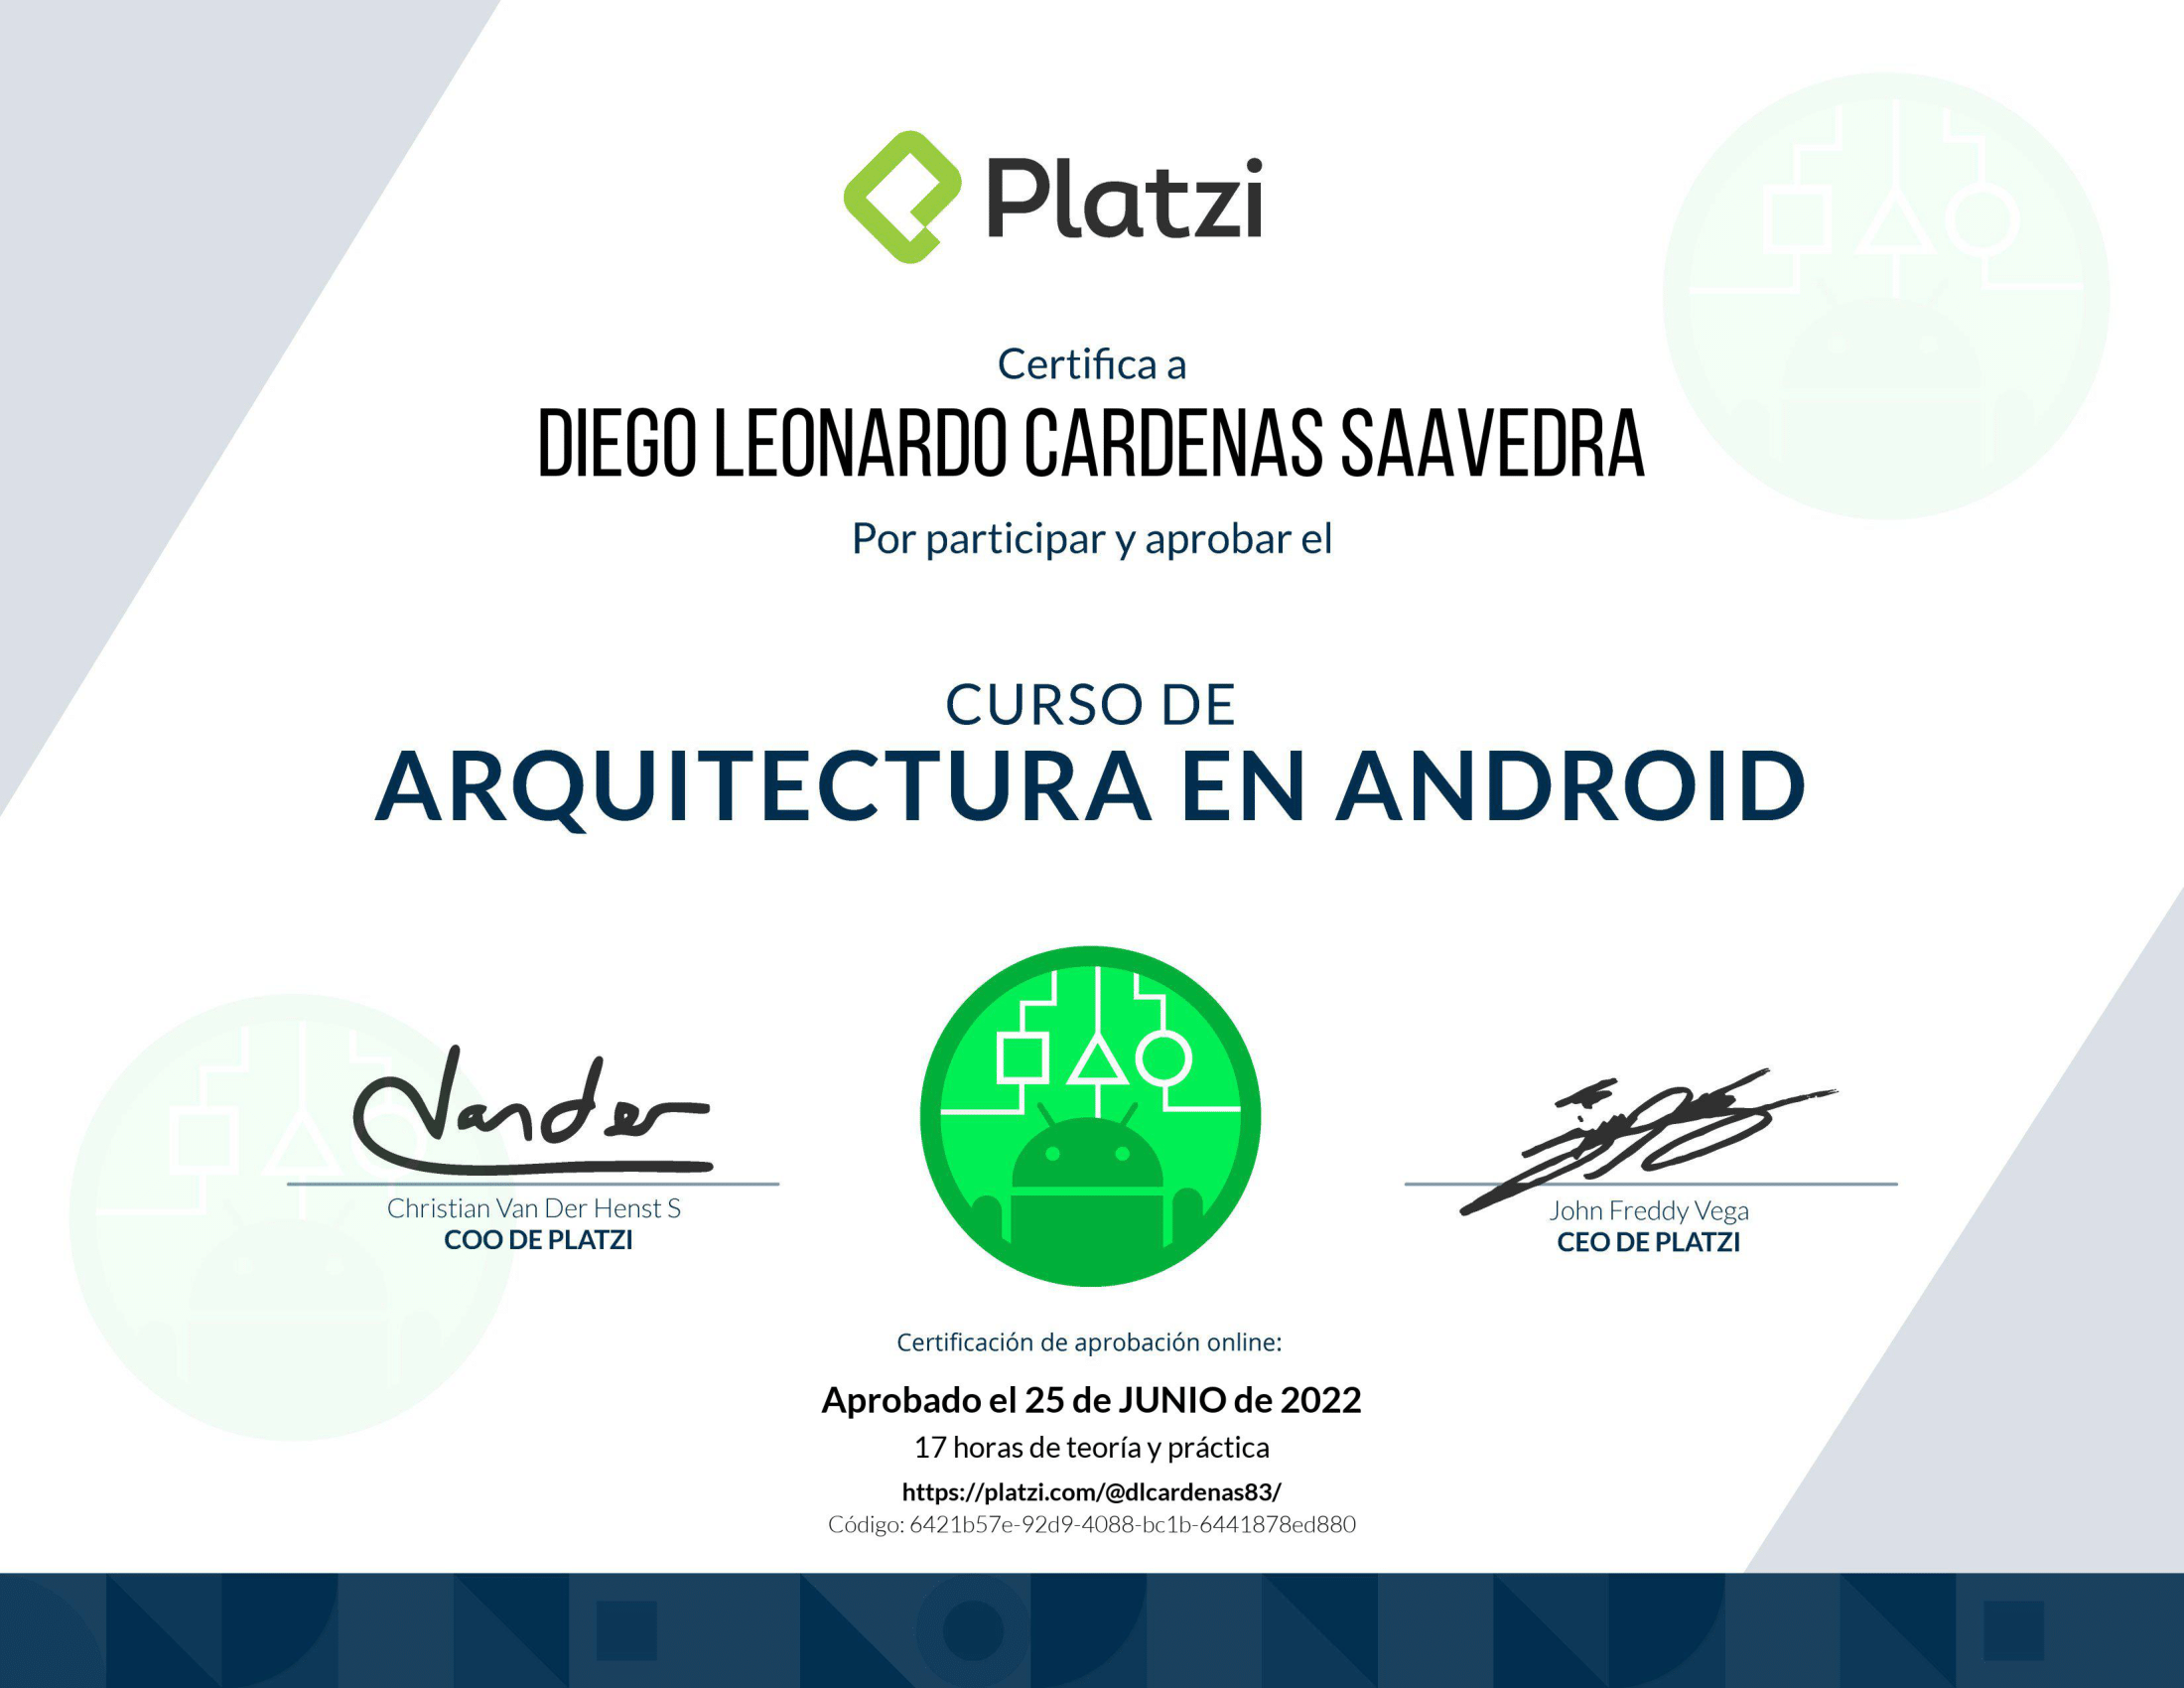 Platzi
Certifica a
DIEGO LEONARDO CARDENAS SAAVEDRA
Por participar y aprobar el
CURSO DE
ARQUITECTURA EN ANDROID
Vander
Christian Van Der Henst S
COO DE PLATZI
John Freddy Vega
CEO DE PLATZI
Certificación de aprobación online:
Aprobado el 25 de JUNIO de 2022
17 horas de teoría y práctica
https://platzi.com/@dlcardenas83/
Código: 6421b57e-92d9-4088-bc1b-6441878ed880